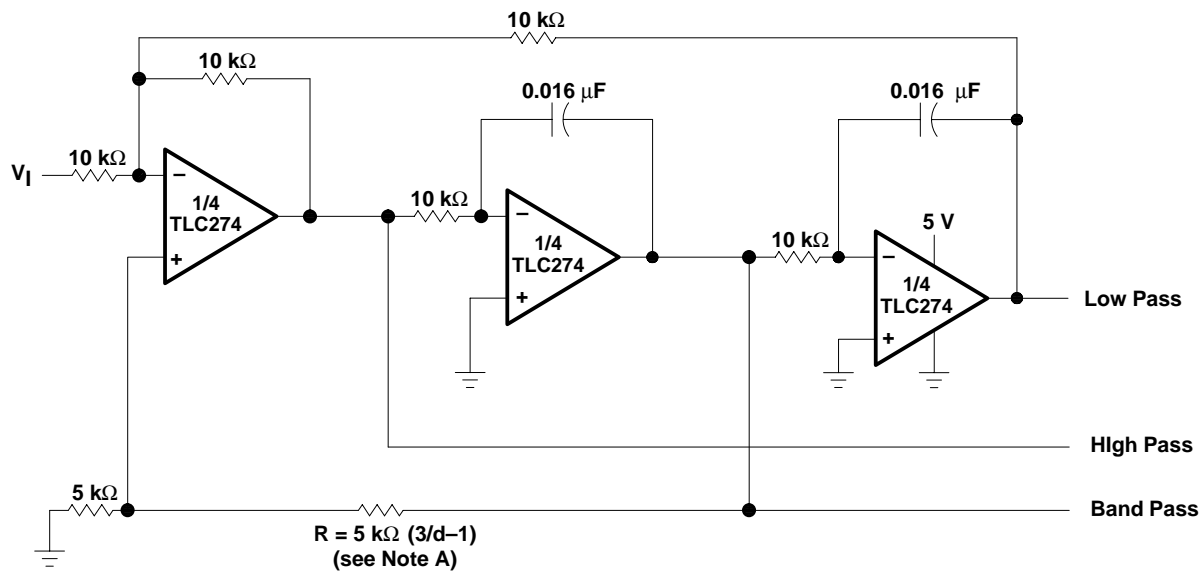 10 kΩ
10 kΩ
0.016 μF
0.016 μF
10 kΩ
VI
−
1/4
TLC274
+
10 kΩ
−
1/4
TLC274
+
5 V
10 kΩ
−
1/4
TLC274
+
Low Pass
HIgh Pass
5 kΩ
Band Pass
R = 5 kΩ (3/d–1)
(see Note A)